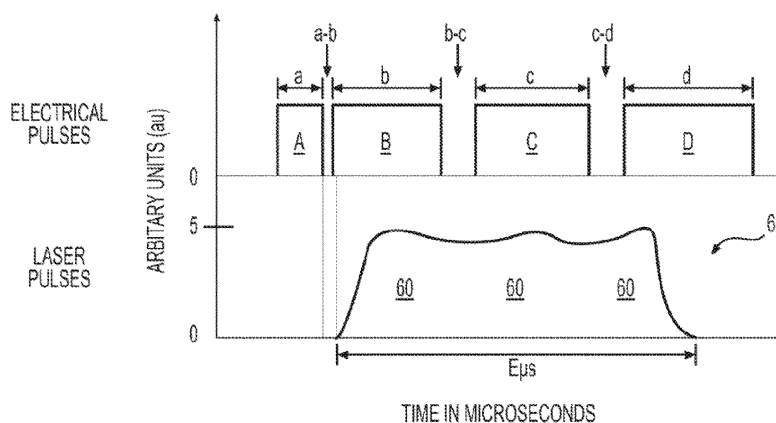 a-b
b-c
c-d
a
b
c
d
ELECTRICAL
PULSES
A
B
C
D
ARBITARY UNITS (au)
0
5
LASER
PULSES
60
60
60
6
0
Eµs
TIME IN MICROSECONDS